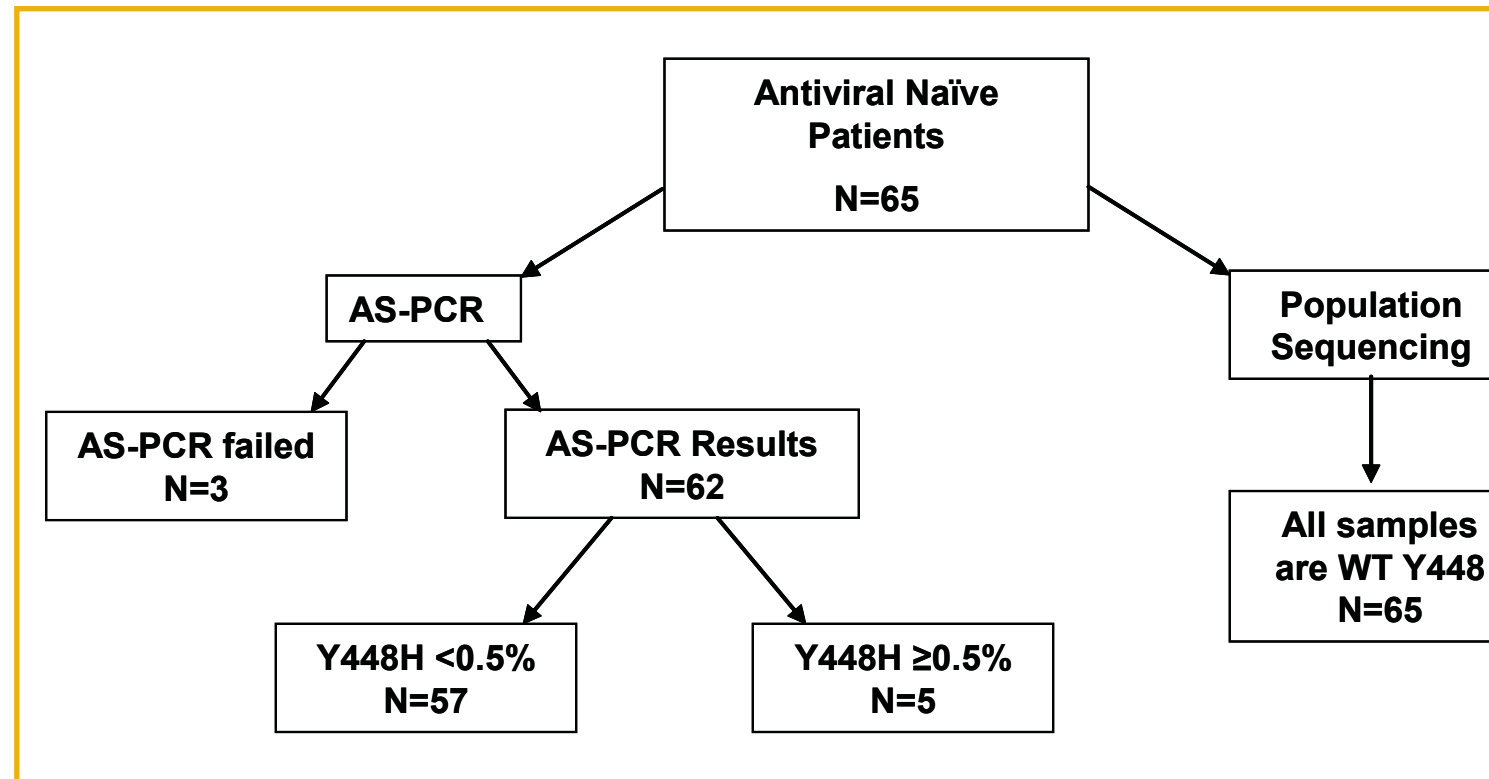 Antiviral Naïve
Patients
N=65
AS-PCR
Population
Sequencing
AS-PCR failed
N=3
AS-PCR Results
N=62
All samples
are WT Y448
N=65
Y448H <0.5%
N=57
Y448H ≥0.5%
N=5